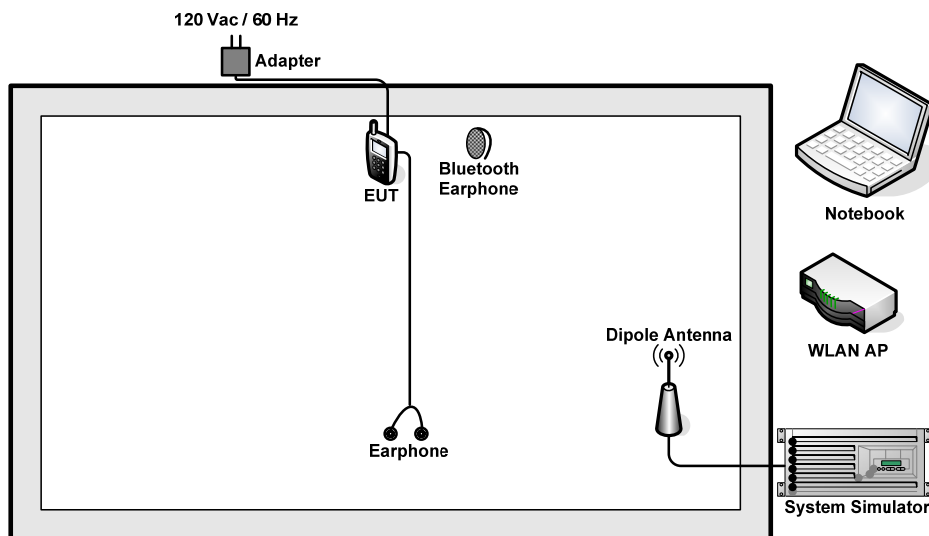 120 Vac / 60 Hz
Adapter
EUT
Bluetooth
Earphone
Notebook
WLAN AP
Dipole Antenna
Earphone
System Simulator